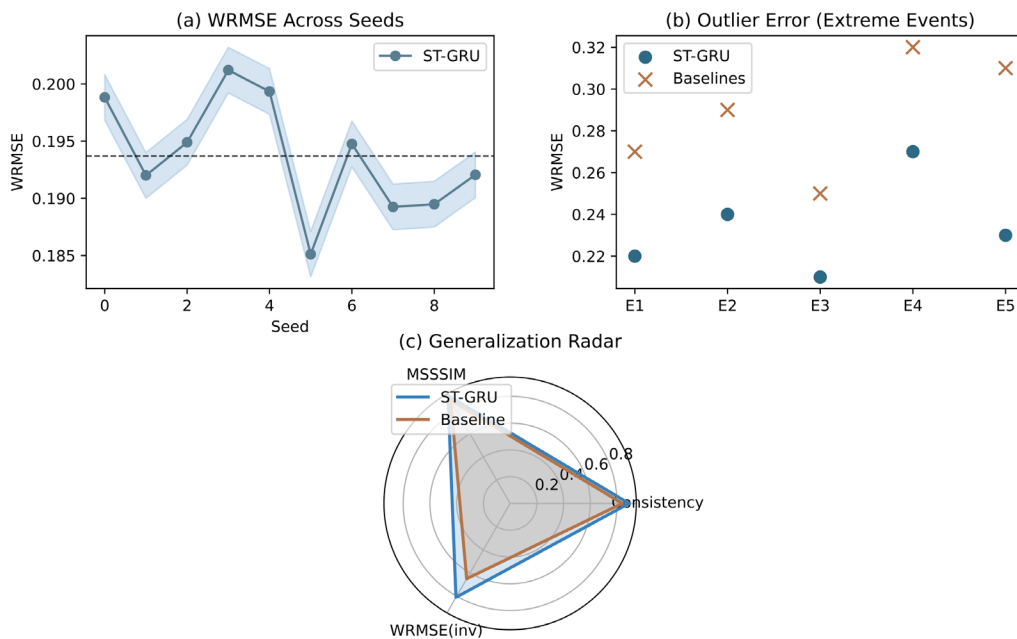 (a) WRMSE Across Seeds
WRMSE
0.200
0.195
0.190
0.185
ST-GRU
0
2
4
6
8
Seed
(b) Outlier Error (Extreme Events)
WRMSE
0.32
0.30
0.28
0.26
0.24
0.22
ST-GRU
Baselines
E1
E2
E3
E4
E5
(c) Generalization Radar
MSSSIM
ST-GRU
Baseline
0.8
0.6
0.4
0.2
Consistency
WRMSE(inv)